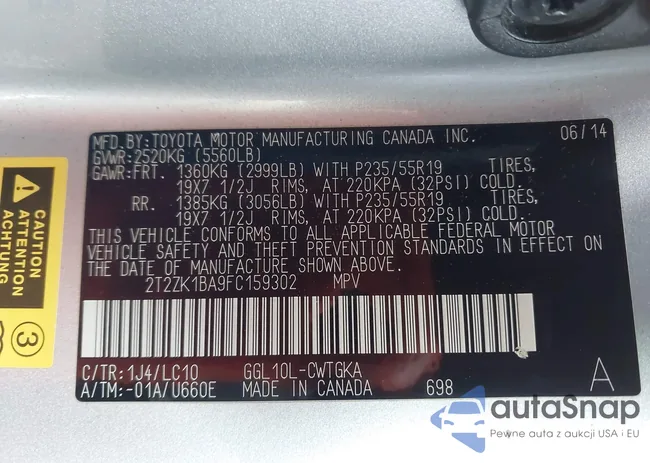 MFD.BY:TOYOTA MOTOR MANUFACTURING CANADA INC. 06/14
GVWR:2520KG (5560LB)
GAWR:FRT. 1360KG (2999LB) WITH P235/55R19 TIRES,
19X7 1/2J RIMS, AT 220KPA (32PSI) COLD.
RR. 1385KG (3056LB) WITH P235/55R19 TIRES,
19X7 1/2J RIMS, AT 220KPA (32PSI) COLD.
THIS VEHICLE CONFORMS TO ALL APPLICABLE FEDERAL MOTOR
VEHICLE SAFETY AND THEFT PREVENTION STANDARDS IN EFFECT ON
THE DATE OF MANUFACTURE SHOWN ABOVE.
2T2ZK1BA9FC159302 MPV
C/TR:1J4/LC10 GGL10L-CWTGKA
A/TM:-01A/U660E MADE IN CANADA 698 A
CAUTION
ATTENTION
ACHTUNG
3
autoSnap
Pewne auta z aukcji USA i EU